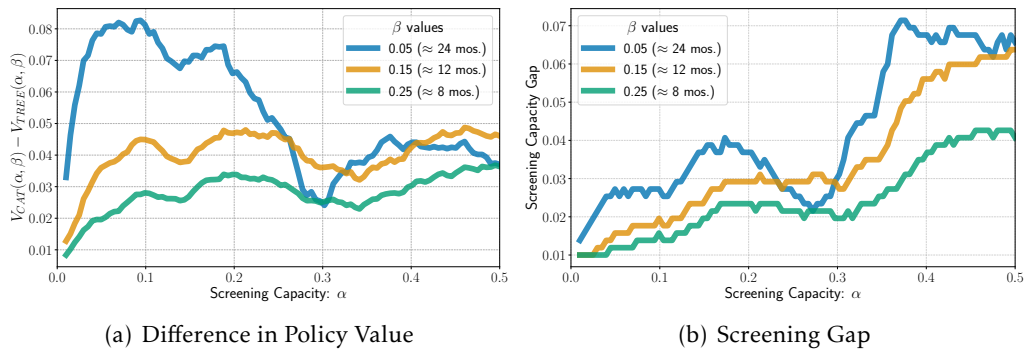 V_CAT(α, β) − V_TREE(α, β)
0.08
0.07
0.06
0.05
0.04
0.03
0.02
0.01
β values
0.05 (≈ 24 mos.)
0.15 (≈ 12 mos.)
0.25 (≈ 8 mos.)
0.0 0.1 0.2 0.3 0.4 0.5
Screening Capacity: α
(a) Difference in Policy Value
Screening Capacity Gap
0.07
0.06
0.05
0.04
0.03
0.02
0.01
β values
0.05 (≈ 24 mos.)
0.15 (≈ 12 mos.)
0.25 (≈ 8 mos.)
0.0 0.1 0.2 0.3 0.4 0.5
Screening Capacity: α
(b) Screening Gap